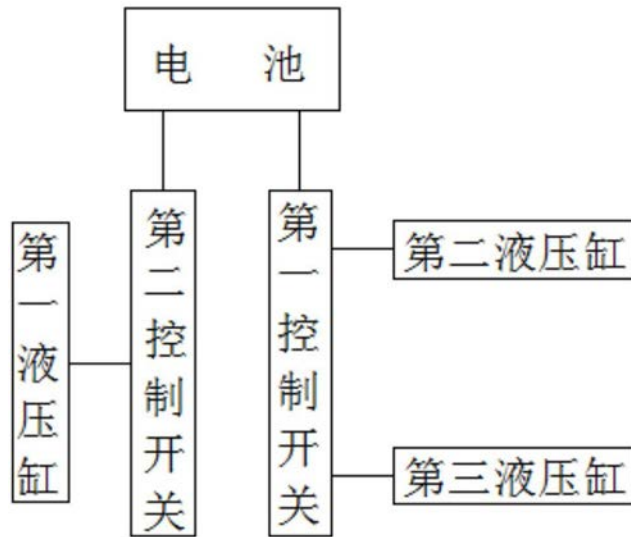 电 池
第一液压缸
第二控制开关
第一控制开关
第二液压缸
第三液压缸